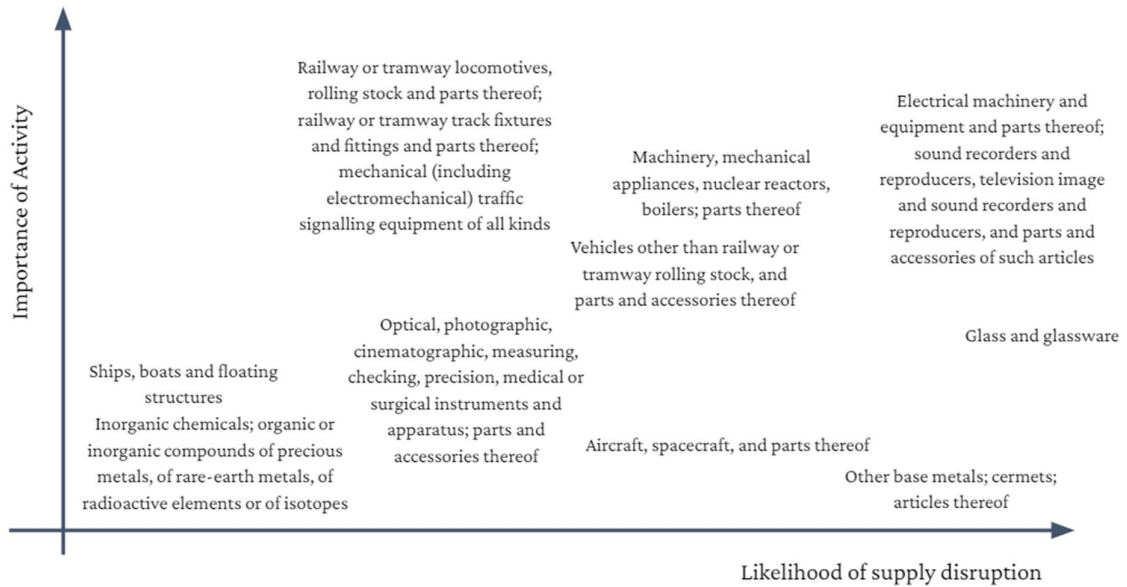 Importance of Activity
Railway or tramway locomotives,
rolling stock and parts thereof;
railway or tramway track fixtures
and fittings and parts thereof;
mechanical (including
electromechanical) traffic
signalling equipment of all kinds
Electrical machinery and
equipment and parts thereof;
sound recorders and
reproducers, television image
and sound recorders and
reproducers, and parts and
accessories of such articles
Machinery, mechanical
appliances, nuclear reactors,
boilers; parts thereof
Vehicles other than railway or
tramway rolling stock, and
parts and accessories thereof
Optical, photographic,
cinematographic, measuring,
checking, precision, medical or
surgical instruments and
apparatus; parts and
accessories thereof
Glass and glassware
Ships, boats and floating
structures
Inorganic chemicals; organic or
inorganic compounds of precious
metals, of rare-earth metals, of
radioactive elements or of isotopes
Aircraft, spacecraft, and parts thereof
Other base metals; cermets;
articles thereof
Likelihood of supply disruption